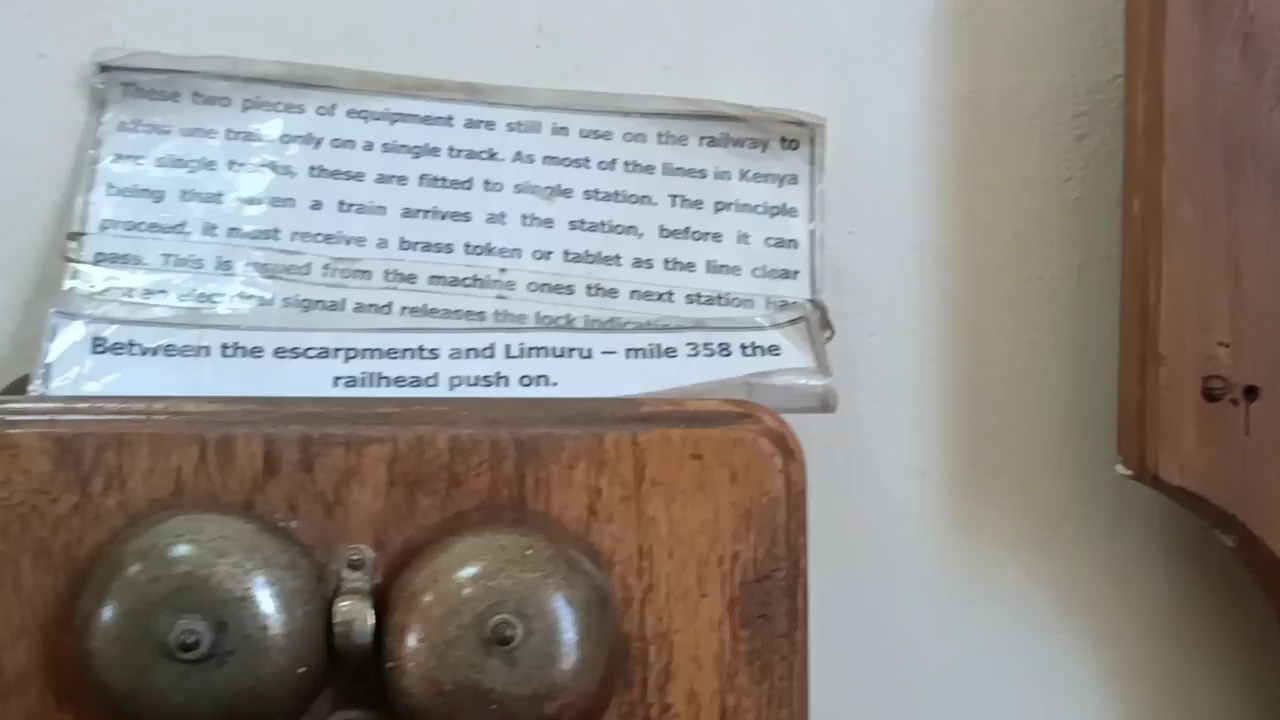 These two pieces of equipment are still in use on the railway to
allow one train only on a single track. As most of the lines in Kenya
are single tracks, these are fitted to single station. The principle
being that when a train arrives at the station, before it can
proceed, it must receive a brass token or tablet as the line clear
pass. This is issued from the machine ones the next station has
an electrical signal and releases the lock
Between the escarpments and Limuru – mile 358 the
railhead push on.